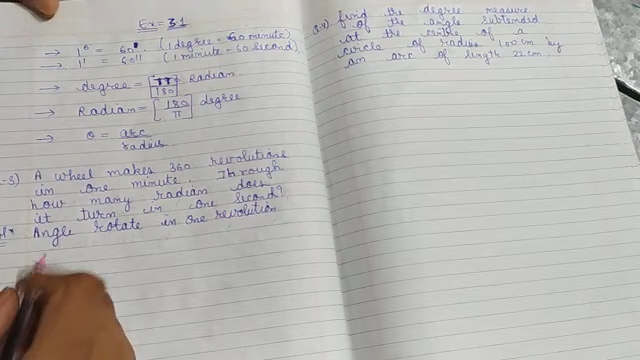 Ex = 3.1
→ 1° = 60' (1 degree = 60 minute)
→ 1' = 60'' (1 minute = 60 second)
→ degree = [π/180] Radian
→ Radian = [180/π] degree
→ θ = arc/radius
-3) A wheel makes 360 revolutions
in one minute. Through
how many radian does
it turn in one second?
Angle rotate in one revolution
find the degree measure
of the angle subtended
at the centre of a
circle of radius 100 cm by
an arc of length 22 cm.